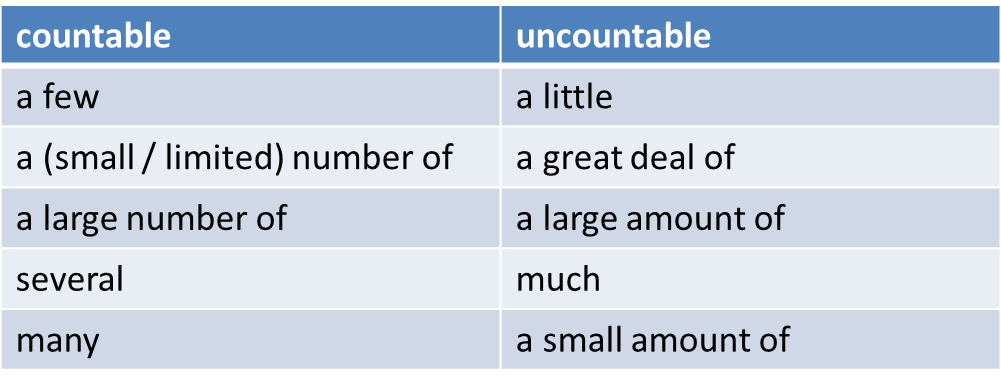 countable uncountable
a few a little
a (small / limited) number of a great deal of
a large number of a large amount of
several much
many a small amount of